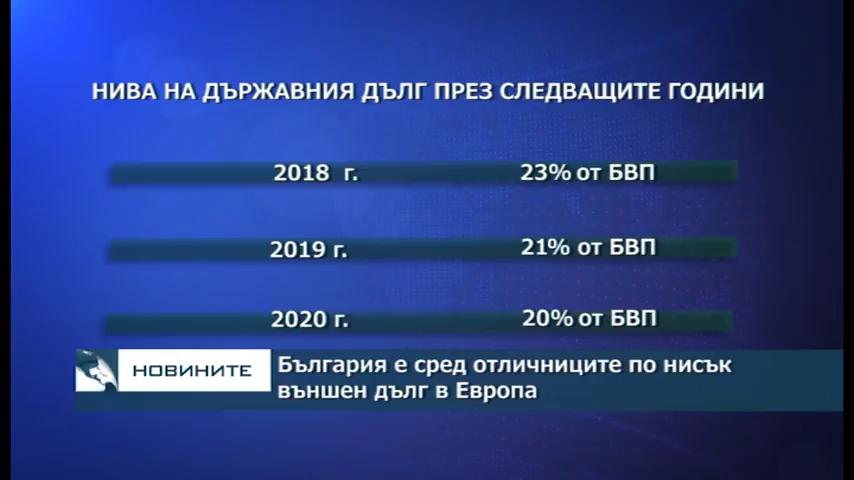 НИВА НА ДЪРЖАВНИЯ ДЪЛГ ПРЕЗ СЛЕДВАЩИТЕ ГОДИНИ
2018 г. 23% от БВП
2019 г. 21% от БВП
2020 г. 20% от БВП
НОВИНИТЕ
България е сред отличниците по нисък
външен дълг в Европа